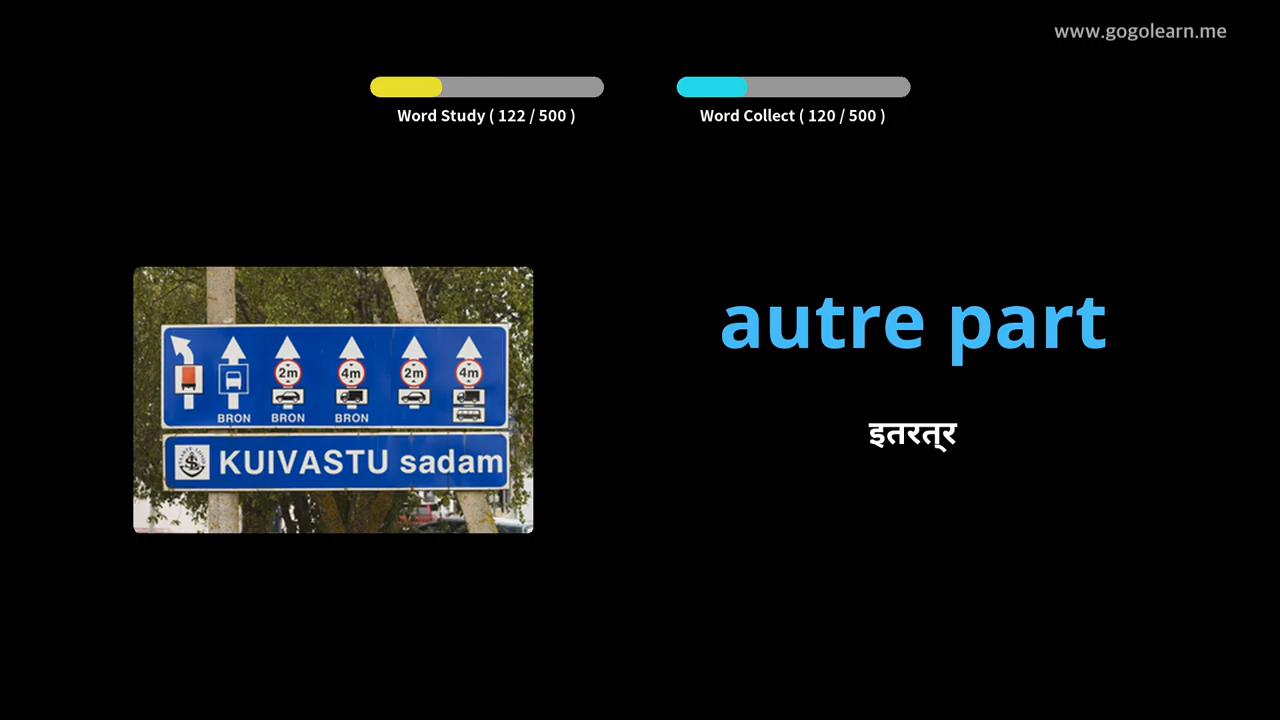 www.gogolearn.me
Word Study ( 122 / 500 )
Word Collect ( 120 / 500 )
autre part
इतरत्र
2m 4m 2m 4m
BRON BRON BRON
KUIVASTU sadam